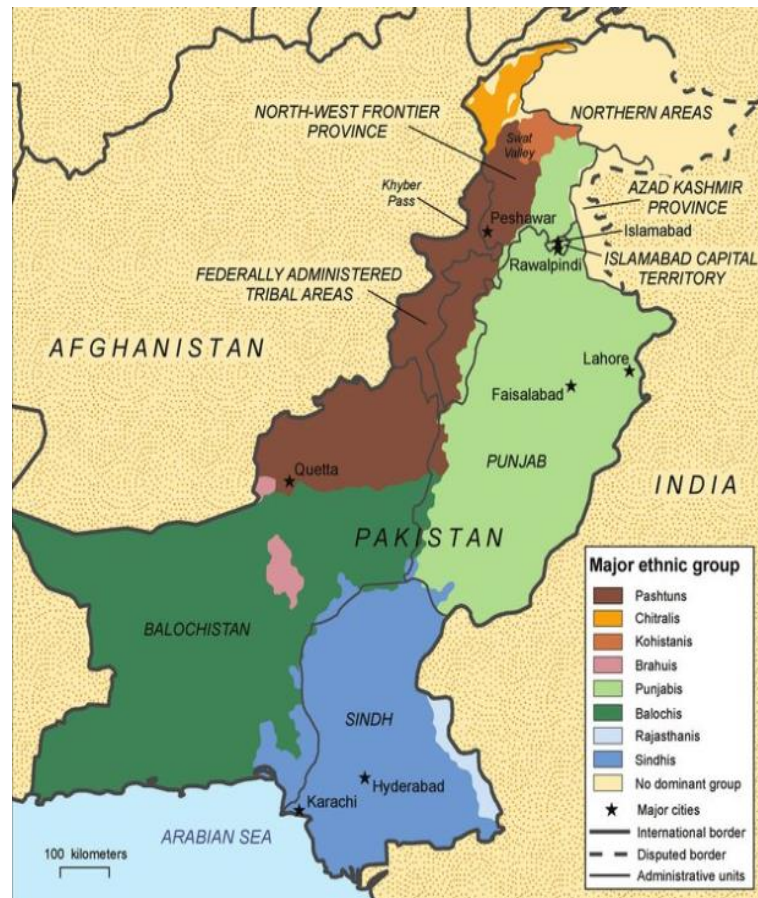 NORTHERN AREAS
NORTH-WEST FRONTIER
PROVINCE
Swat
Valley
Khyber
Pass
AZAD KASHMIR
PROVINCE
Peshawar
Islamabad
ISLAMABAD CAPITAL
TERRITORY
Rawalpindi
FEDERALLY ADMINISTERED
TRIBAL AREAS
AFGHANISTAN
Lahore
Faisalabad
Quetta
PUNJAB
INDIA
PAKISTAN
BALOCHISTAN
SINDH
Hyderabad
Karachi
ARABIAN SEA
100 kilometers
Major ethnic group
Pashtuns
Chitralis
Kohistanis
Brahuis
Punjabis
Balochis
Rajasthanis
Sindhis
No dominant group
Major cities
International border
Disputed border
Administrative units